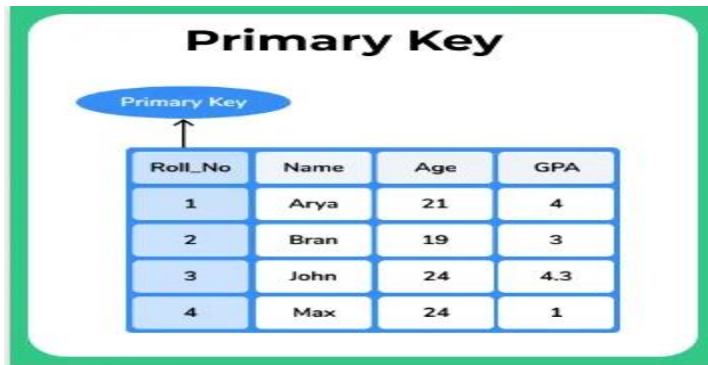 Primary Key
Primary Key
Roll_No Name Age GPA
1 Arya 21 4
2 Bran 19 3
3 John 24 4.3
4 Max 24 1